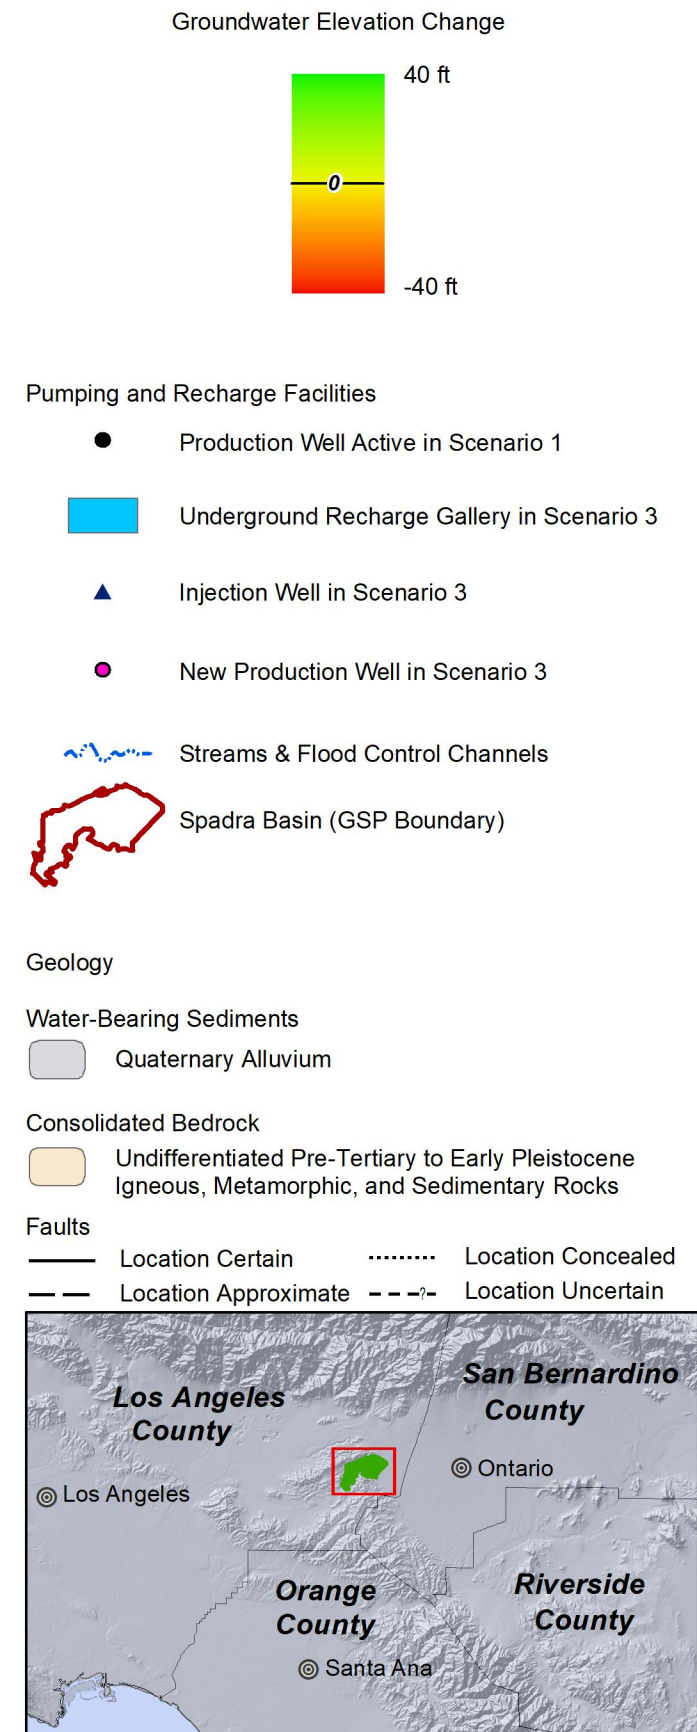 Groundwater Elevation Change
40 ft
0
-40 ft
Pumping and Recharge Facilities
Production Well Active in Scenario 1
Underground Recharge Gallery in Scenario 3
Injection Well in Scenario 3
New Production Well in Scenario 3
Streams & Flood Control Channels
Spadra Basin (GSP Boundary)
Geology
Water-Bearing Sediments
Quaternary Alluvium
Consolidated Bedrock
Undifferentiated Pre-Tertiary to Early Pleistocene
Igneous, Metamorphic, and Sedimentary Rocks
Faults
Location Certain
Location Concealed
Location Approximate
?
Location Uncertain
San Bernardino
County
Los Angeles
County
Ontario
Los Angeles
Orange
County
Riverside
County
Santa Ana